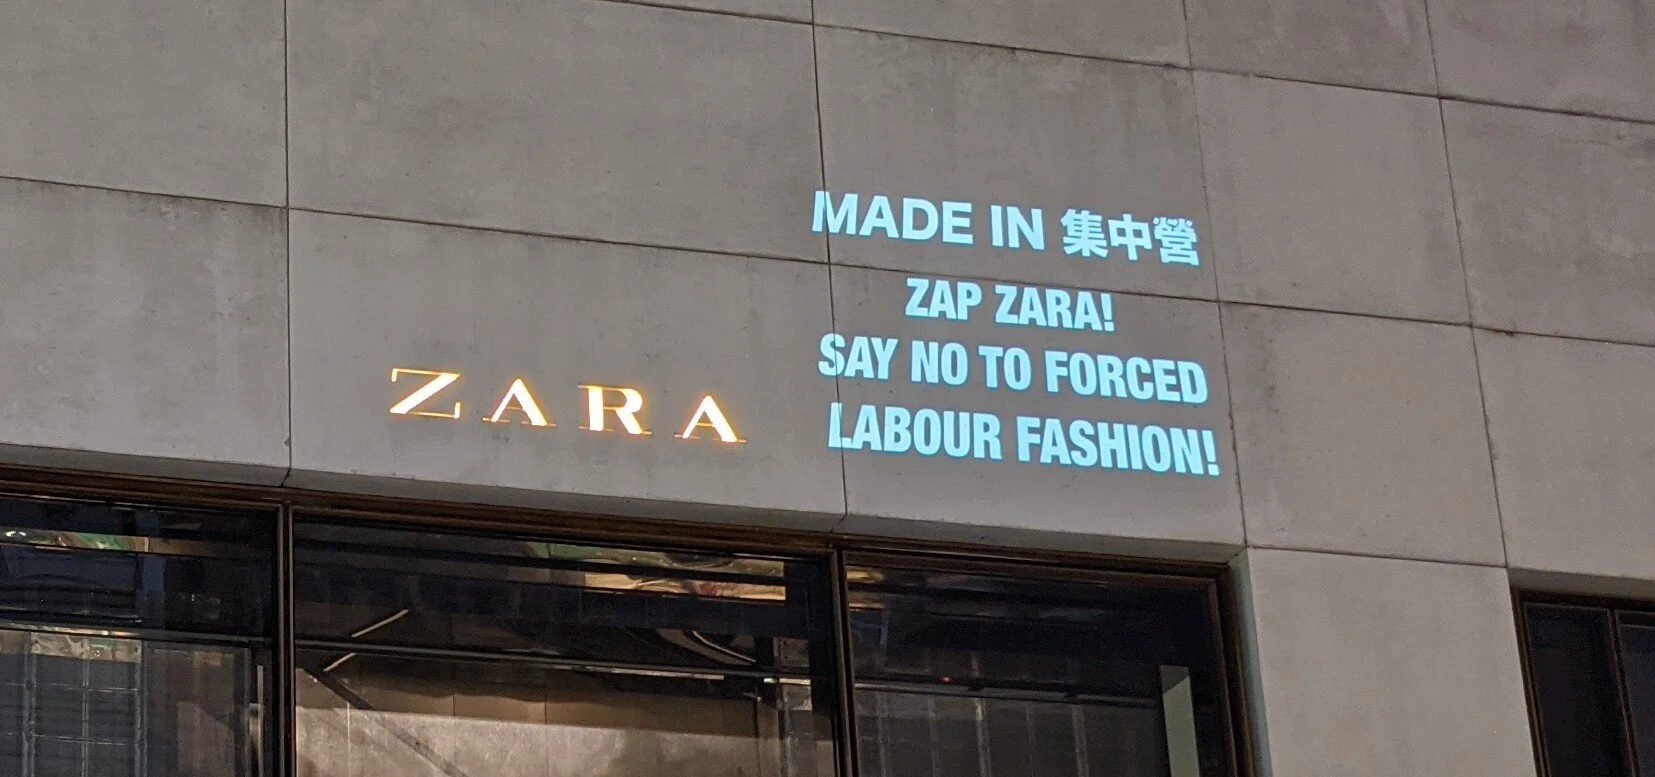 ZARA
MADE IN 集中營
ZAP ZARA!
SAY NO TO FORCED
LABOUR FASHION!